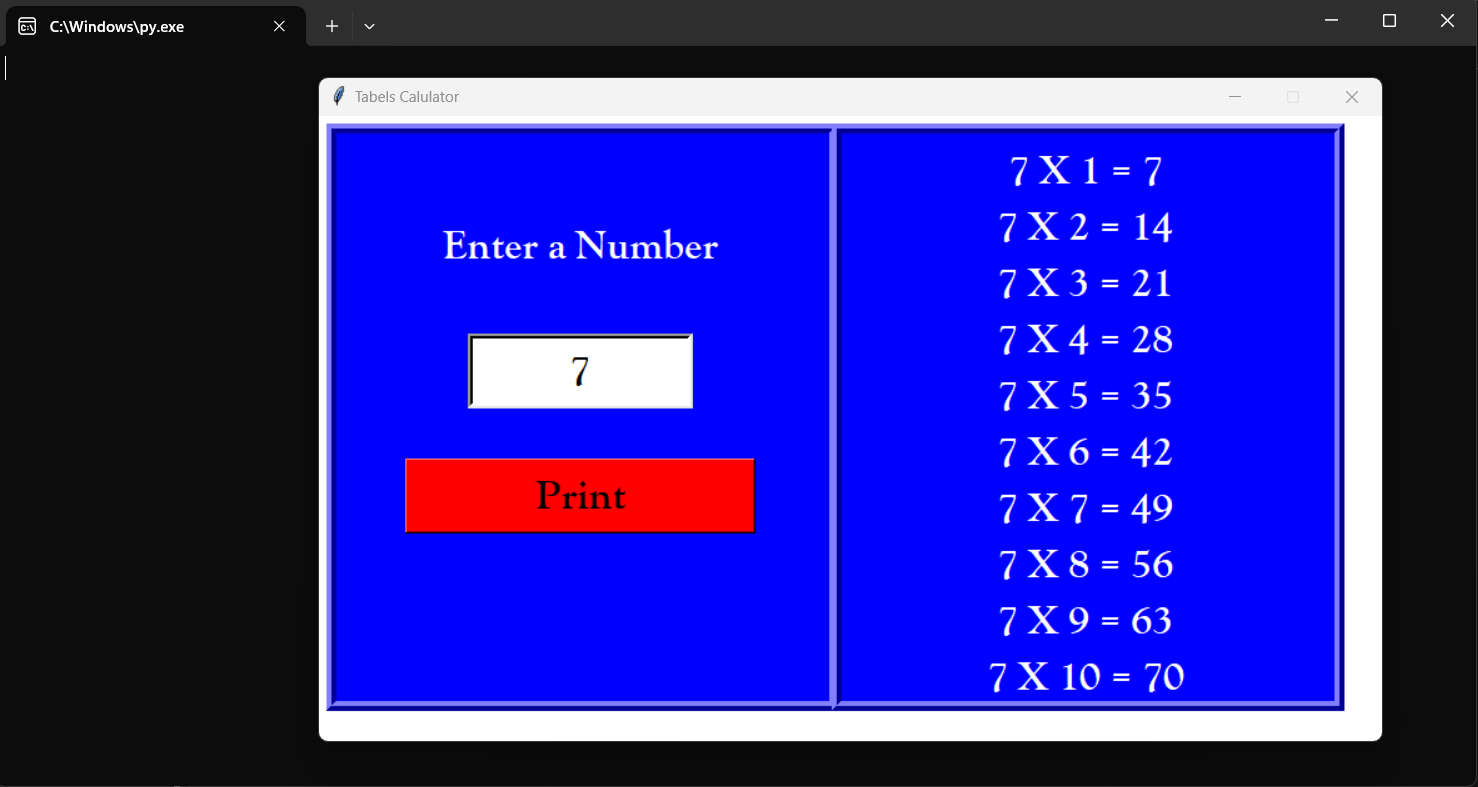 C:\Windows\py.exe
Tabels Calulator
Enter a Number
7
Print
7 X 1 = 7
7 X 2 = 14
7 X 3 = 21
7 X 4 = 28
7 X 5 = 35
7 X 6 = 42
7 X 7 = 49
7 X 8 = 56
7 X 9 = 63
7 X 10 = 70